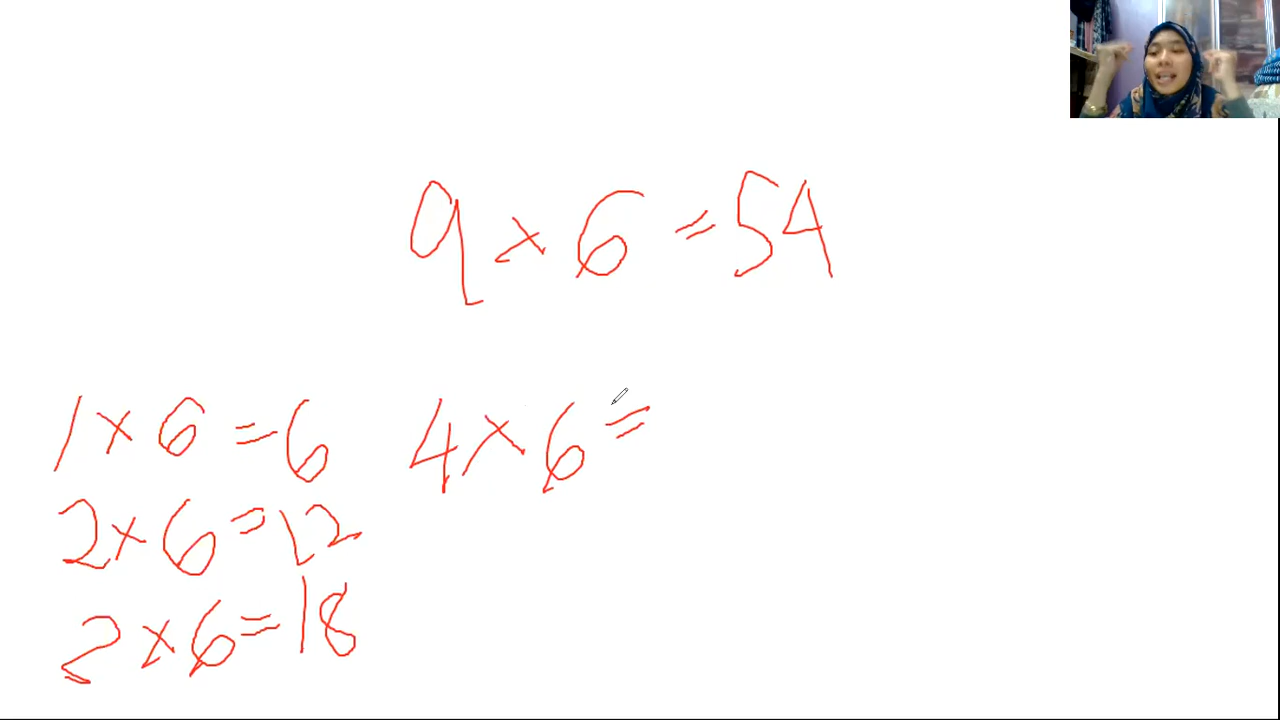 9 × 6 = 54
1 × 6 = 6
2 × 6 = 12
2 × 6 = 18
4 × 6 =